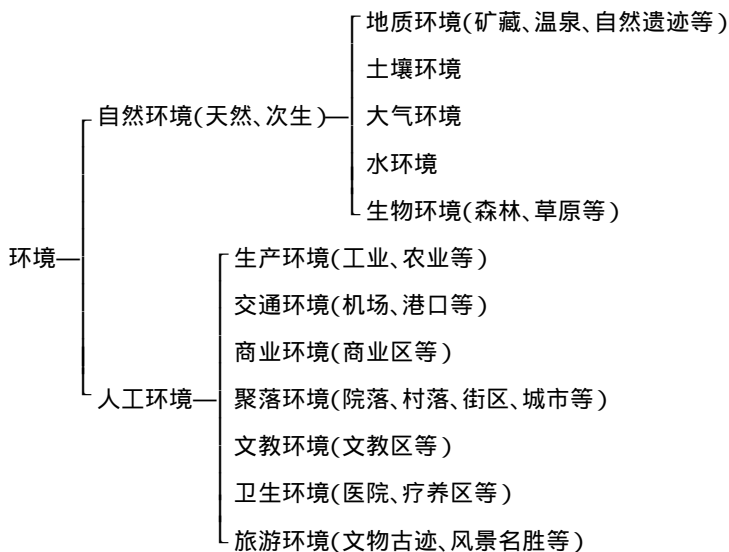 地质环境(矿藏、温泉、自然遗迹等)
土壤环境
自然环境(天然、次生)
大气环境
水环境
生物环境(森林、草原等)
环境
生产环境(工业、农业等)
交通环境(机场、港口等)
商业环境(商业区等)
人工环境
聚落环境(院落、村落、街区、城市等)
文教环境(文教区等)
卫生环境(医院、疗养区等)
旅游环境(文物古迹、风景名胜等)